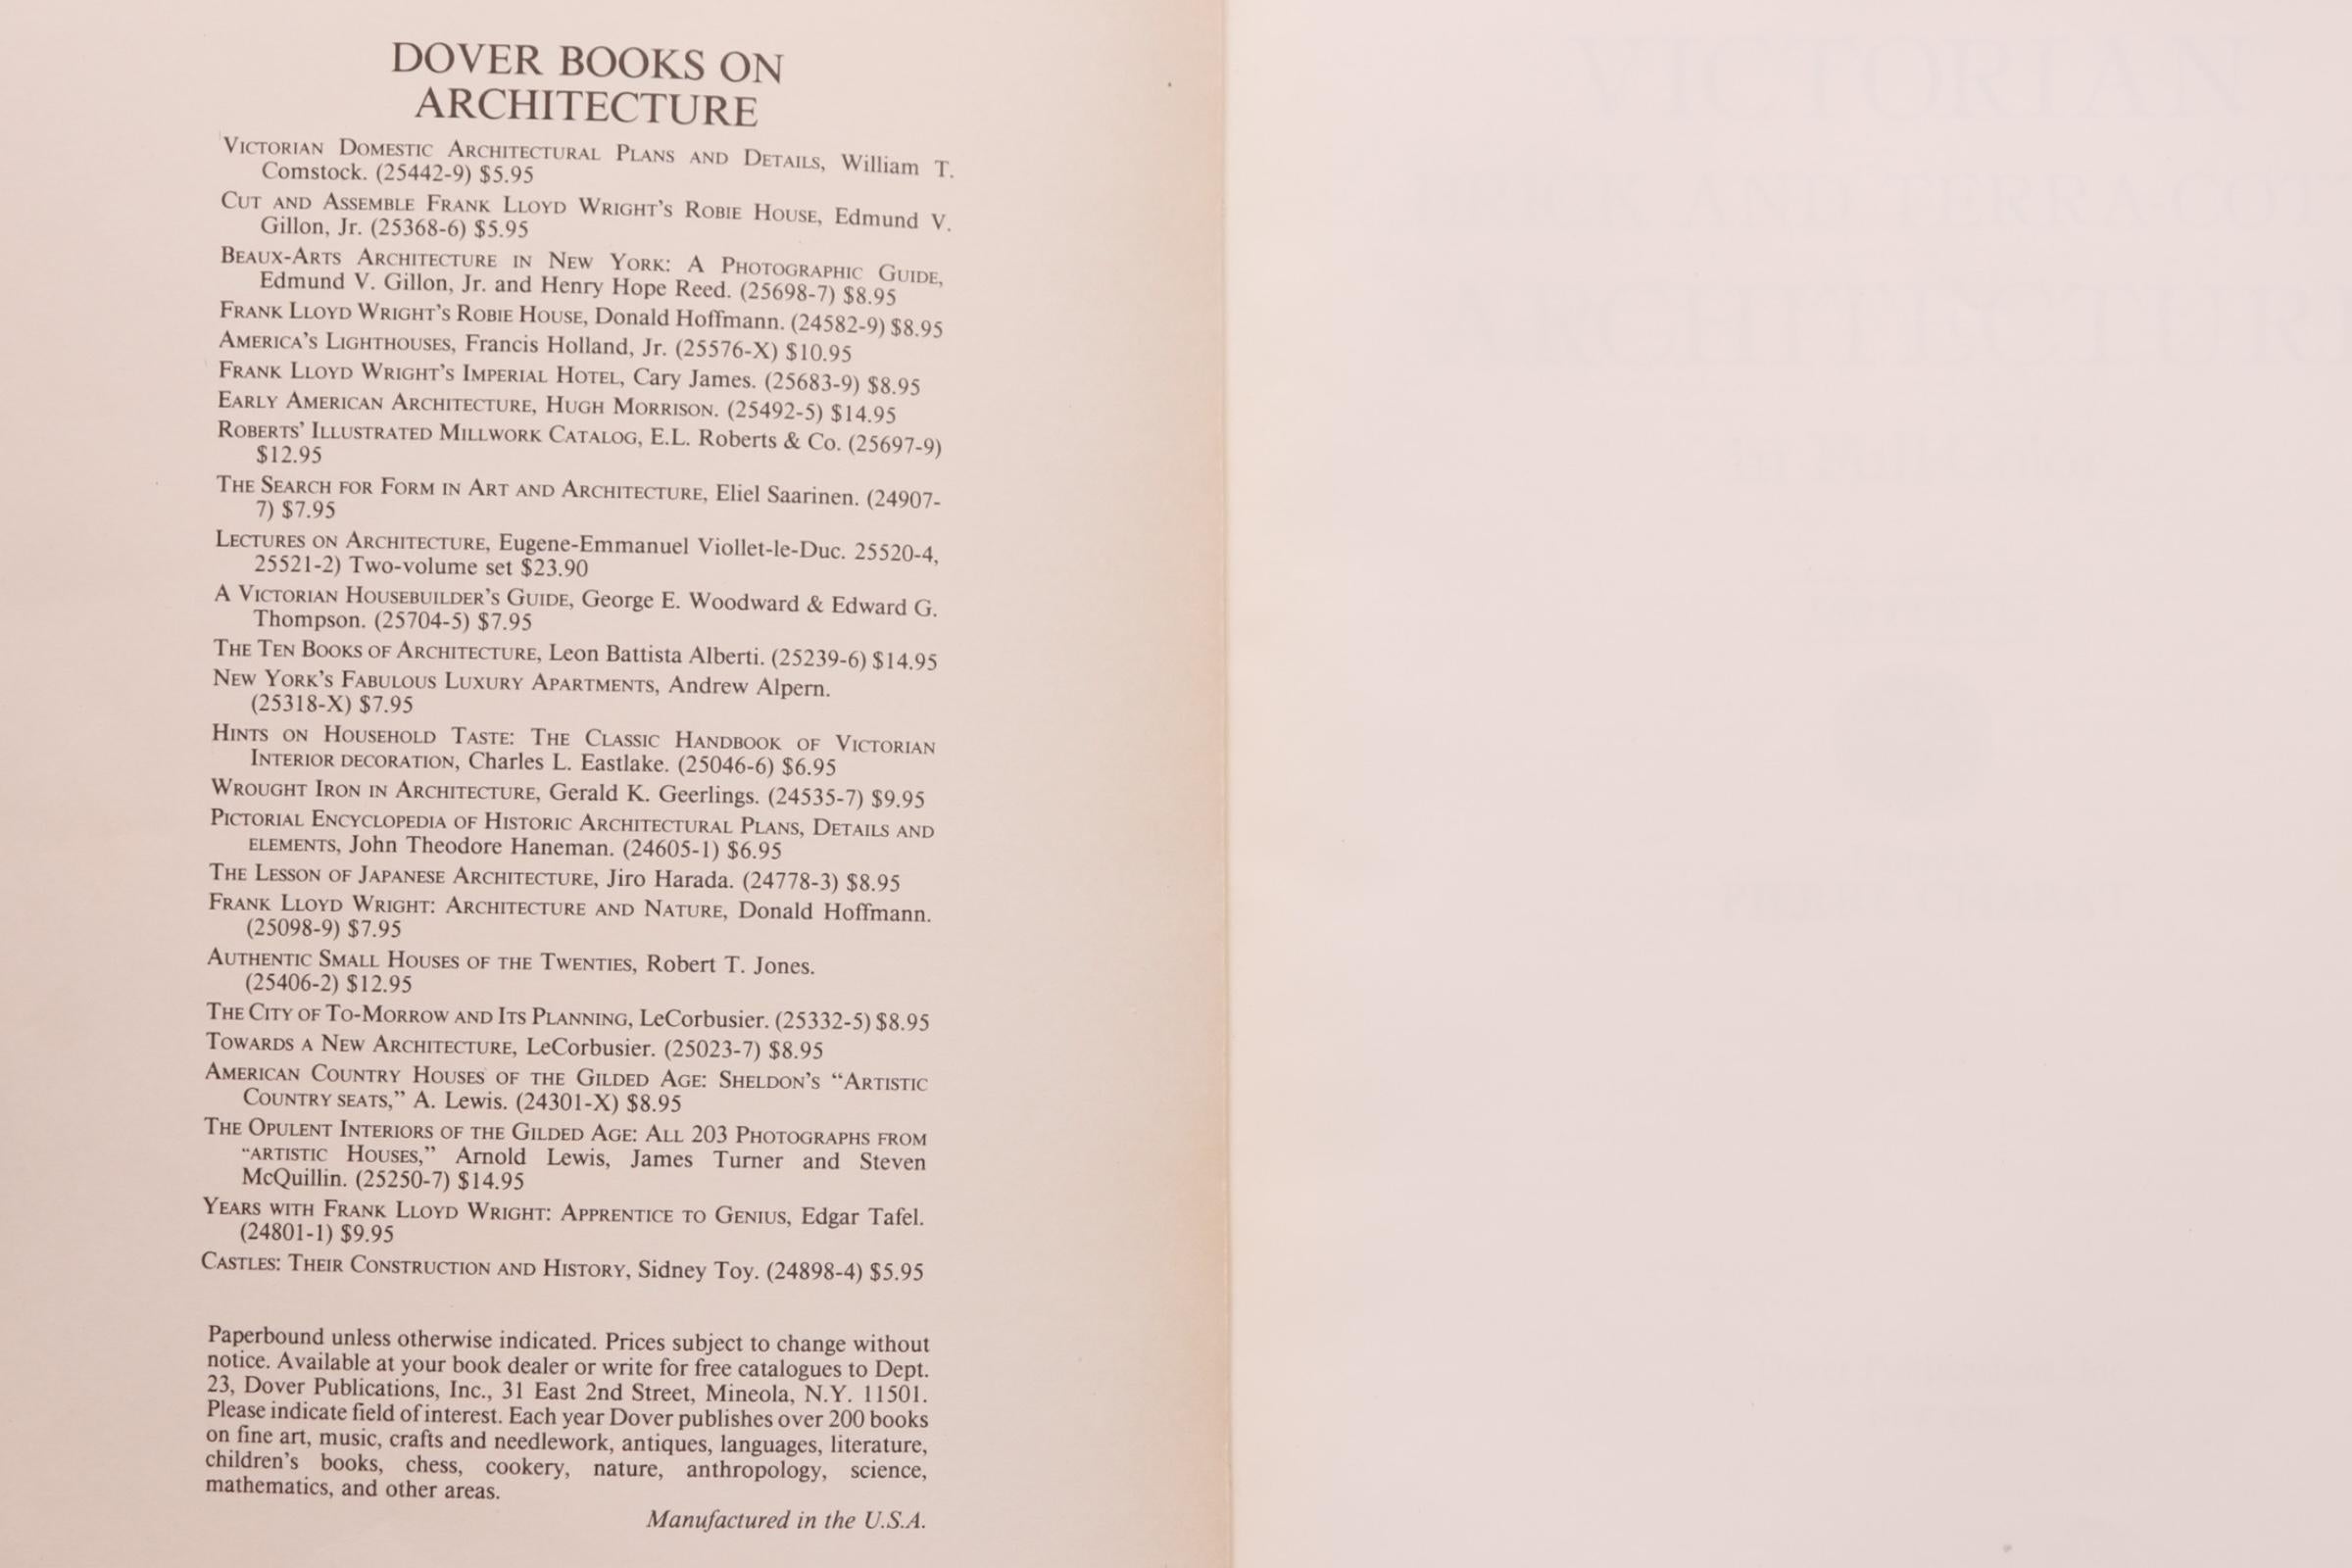 DOVER BOOKS ON
ARCHITECTURE
VICTORIAN DOMESTIC ARCHITECTURAL PLANS AND DETAILS, William T.
Comstock. (25442-9) $5.95
CUT AND ASSEMBLE FRANK LLOYD WRIGHT'S ROBIE HOUSE, Edmund V.
Gillon, Jr. (25368-6) $5.95
BEAUX-ARTS ARCHITECTURE IN NEW YORK: A PHOTOGRAPHIC GUIDE,
Edmund V. Gillon, Jr. and Henry Hope Reed. (25698-7) $8.95
FRANK LLOYD WRIGHT'S ROBIE HOUSE, Donald Hoffmann. (24582-9) $8.95
AMERICA'S LIGHTHOUSES, Francis Holland, Jr. (25576-X) $10.95
FRANK LLOYD WRIGHT'S IMPERIAL HOTEL, Cary James. (25683-9) $8.95
EARLY AMERICAN ARCHITECTURE, HUGH MORRISON. (25492-5) $14.95
ROBERTS' ILLUSTRATED MILLWORK CATALOG, E.L. Roberts & Co. (25697-9)
$12.95
THE SEARCH FOR FORM IN ART AND ARCHITECTURE, Eliel Saarinen. (24907-
7) $7.95
LECTURES ON ARCHITECTURE, Eugene-Emmanuel Viollet-le-Duc. 25520-4,
25521-2) Two-volume set $23.90
A VICTORIAN HOUSEBUILDER'S GUIDE, George E. Woodward & Edward G.
Thompson. (25704-5) $7.95
THE TEN BOOKS OF ARCHITECTURE, Leon Battista Alberti. (25239-6) $14.95
NEW YORK'S FABULOUS LUXURY APARTMENTS, Andrew Alpern.
(25318-X) $7.95
HINTS ON HOUSEHOLD TASTE: THE CLASSIC HANDBOOK OF VICTORIAN
INTERIOR DECORATION, Charles L. Eastlake. (25046-6) $6.95
WROUGHT IRON IN ARCHITECTURE, Gerald K. Geerlings. (24535-7) $9.95
PICTORIAL ENCYCLOPEDIA OF HISTORIC ARCHITECTURAL PLANS, DETAILS AND
ELEMENTS, John Theodore Haneman. (24605-1) $6.95
THE LESSON OF JAPANESE ARCHITECTURE, Jiro Harada. (24778-3) $8.95
FRANK LLOYD WRIGHT: ARCHITECTURE AND NATURE, Donald Hoffmann.
(25098-9) $7.95
AUTHENTIC SMALL HOUSES OF THE TWENTIES, Robert T. Jones.
(25406-2) $12.95
THE CITY OF TO-MORROW AND ITS PLANNING, LeCorbusier. (25332-5) $8.95
TOWARDS A NEW ARCHITECTURE, LeCorbusier. (25023-7) $8.95
AMERICAN COUNTRY HOUSES OF THE GILDED AGE: SHELDON'S “ARTISTIC
COUNTRY SEATS,” A. Lewis. (24301-X) $8.95
THE OPULENT INTERIORS OF THE GILDED AGE: ALL 203 PHOTOGRAPHS FROM
“ARTISTIC HOUSES,” Arnold Lewis, James Turner and Steven
McQuillin. (25250-7) $14.95
YEARS WITH FRANK LLOYD WRIGHT: APPRENTICE TO GENIUS, Edgar Tafel.
(24801-1) $9.95
CASTLES: THEIR CONSTRUCTION AND HISTORY, Sidney Toy. (24898-4) $5.95
Paperbound unless otherwise indicated. Prices subject to change without
notice. Available at your book dealer or write for free catalogues to Dept.
23, Dover Publications, Inc., 31 East 2nd Street, Mineola, N.Y. 11501.
Please indicate field of interest. Each year Dover publishes over 200 books
on fine art, music, crafts and needlework, antiques, languages, literature,
children's books, chess, cookery, nature, anthropology, science,
mathematics, and other areas.
Manufactured in the U.S.A.
VICTORIAN